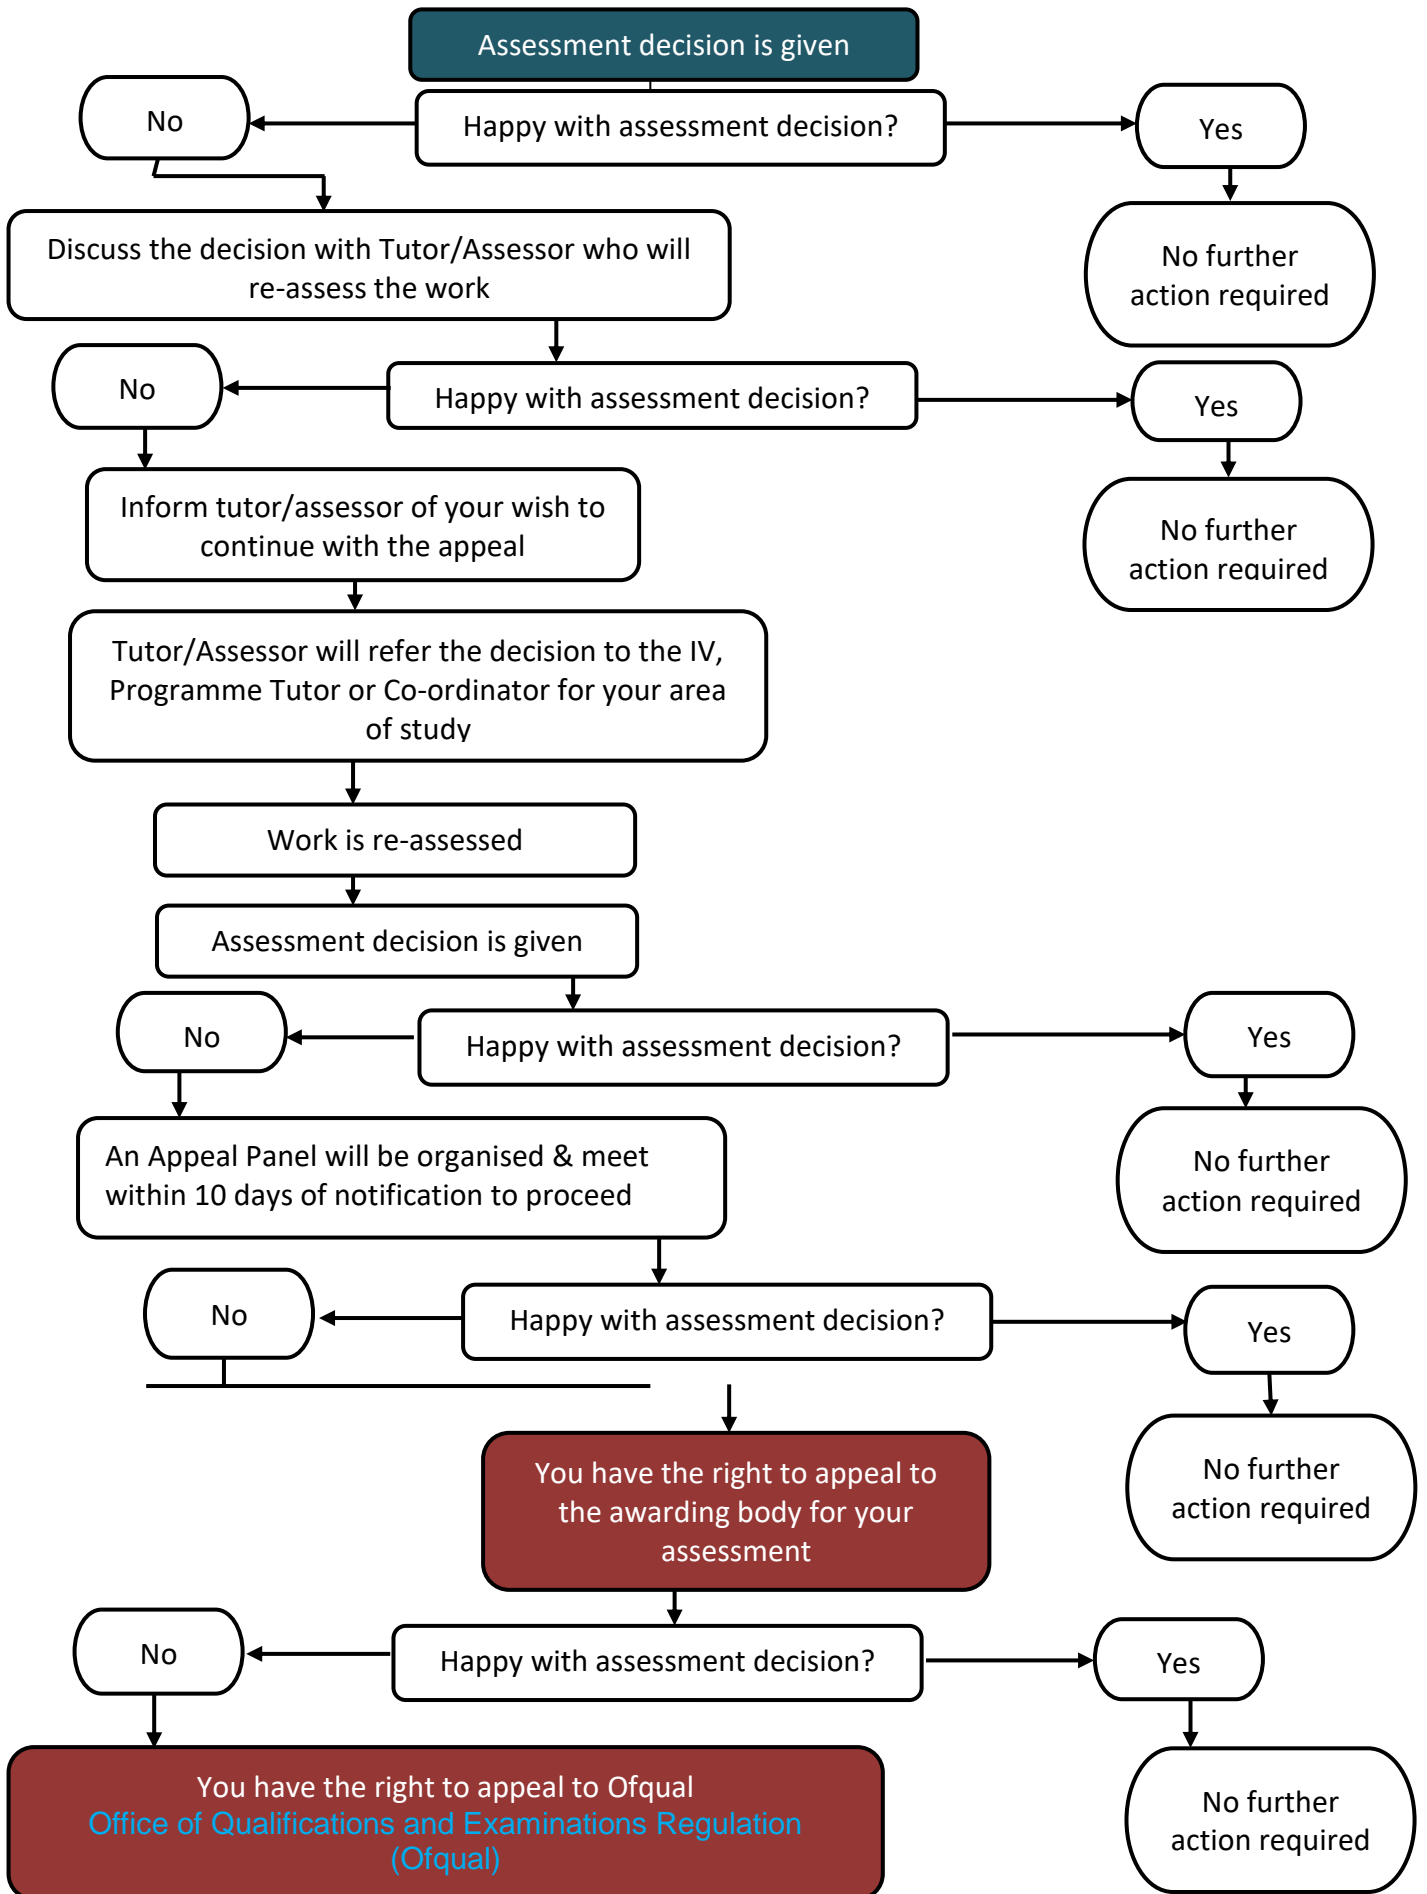 Assessment decision is given
No
Happy with assessment decision?
Yes
Discuss the decision with Tutor/Assessor who will
re-assess the work
No further
action required
No
Happy with assessment decision?
Yes
Inform tutor/assessor of your wish to
continue with the appeal
No further
action required
Tutor/Assessor will refer the decision to the IV,
Programme Tutor or Co-ordinator for your area
of study
Work is re-assessed
Assessment decision is given
No
Happy with assessment decision?
Yes
An Appeal Panel will be organised & meet
within 10 days of notification to proceed
No further
action required
No
Happy with assessment decision?
Yes
You have the right to appeal to
the awarding body for your
assessment
No further
action required
No
Happy with assessment decision?
Yes
You have the right to appeal to Ofqual
Office of Qualifications and Examinations Regulation
(Ofqual)
No further
action required